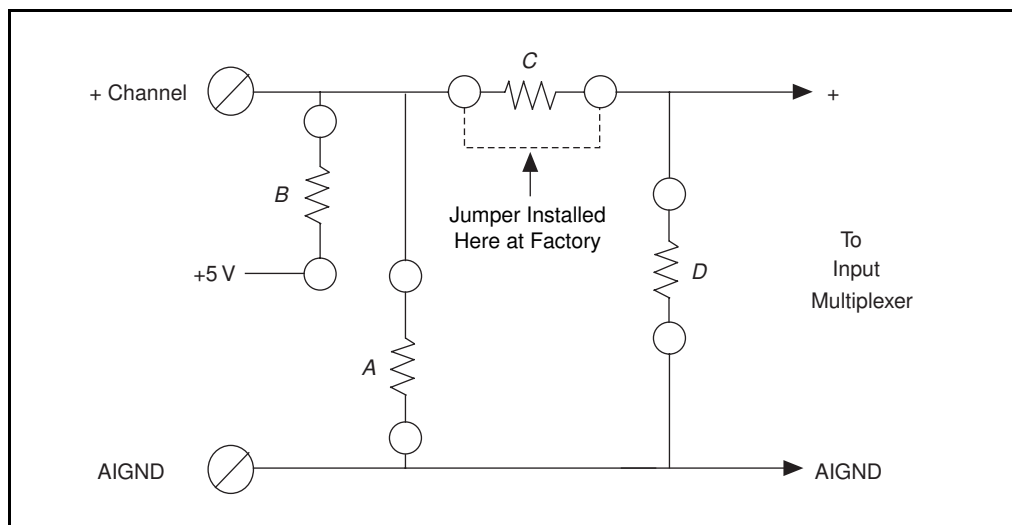 C
+ Channel
+
B
Jumper Installed
Here at Factory
+5 V
D
To
Input
Multiplexer
A
AIGND
AIGND